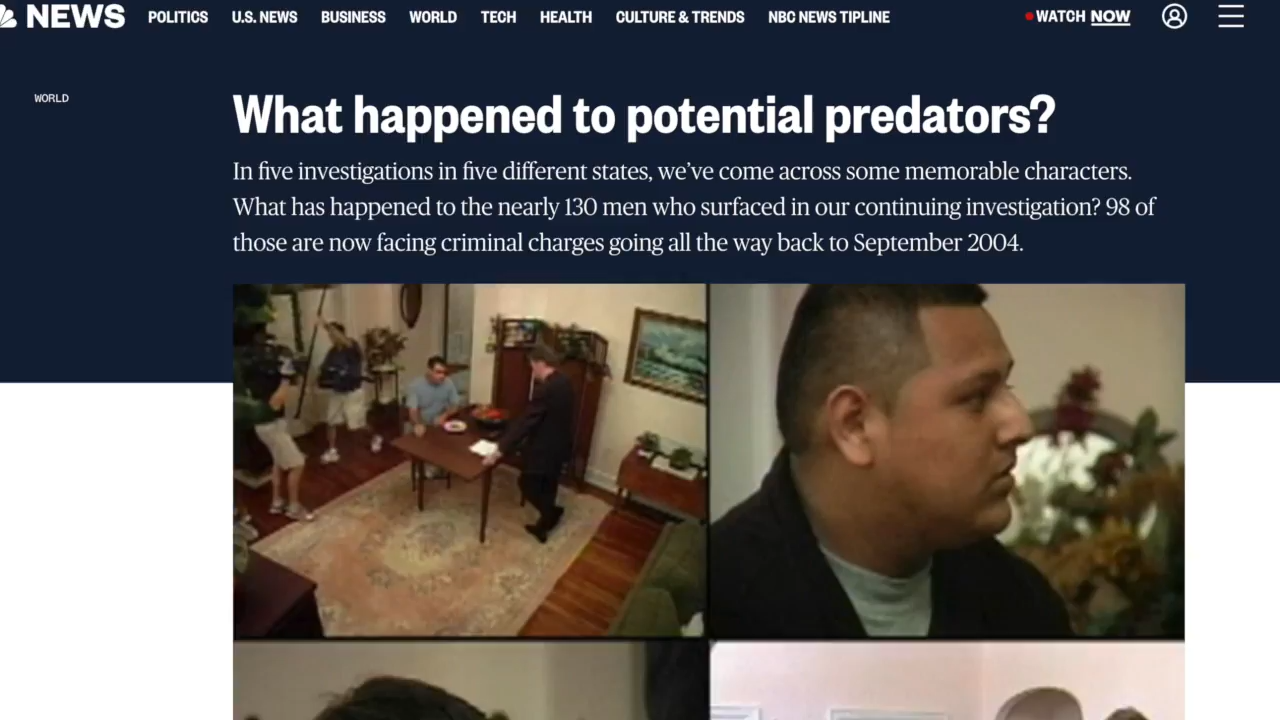 NEWS POLITICS U.S. NEWS BUSINESS WORLD TECH HEALTH CULTURE & TRENDS NBC NEWS TIPLINE WATCH NOW
WORLD
What happened to potential predators?
In five investigations in five different states, we’ve come across some memorable characters.
What has happened to the nearly 130 men who surfaced in our continuing investigation? 98 of
those are now facing criminal charges going all the way back to September 2004.